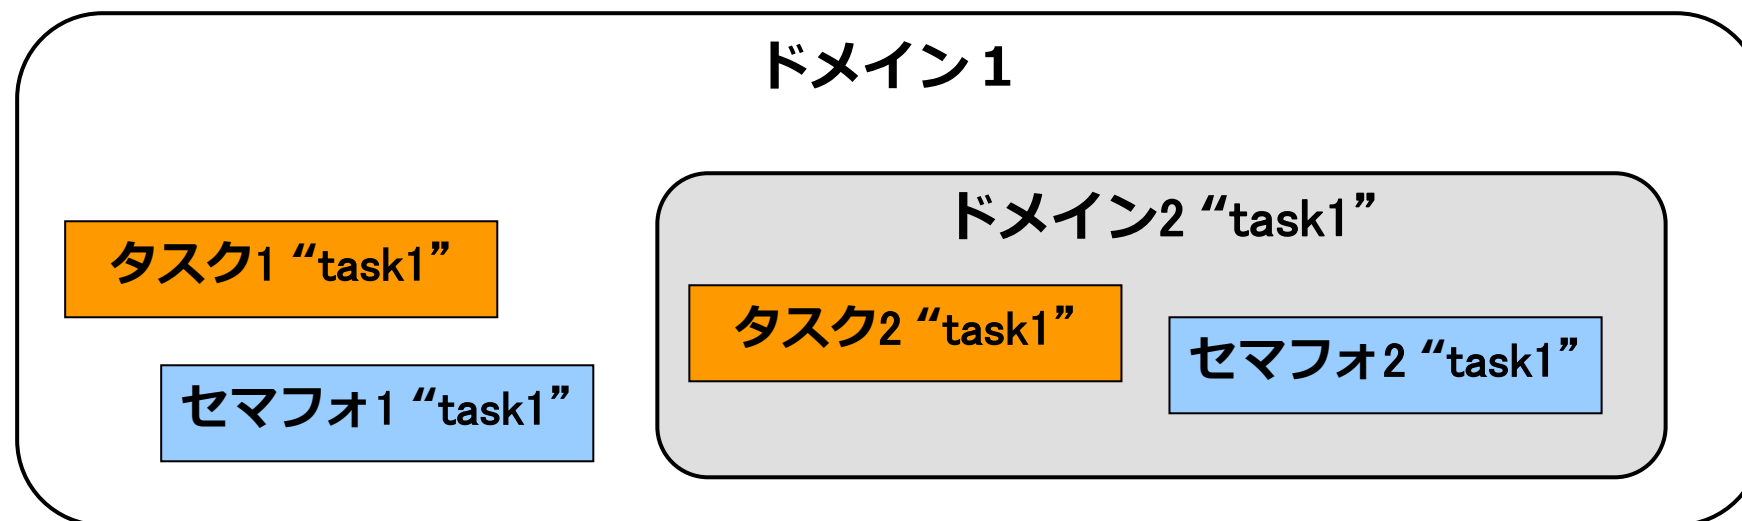 ドメイン１
ドメイン2 “task1”
タスク1 “task1”
タスク2 “task1”
セマフォ2 “task1”
セマフォ1 “task1”